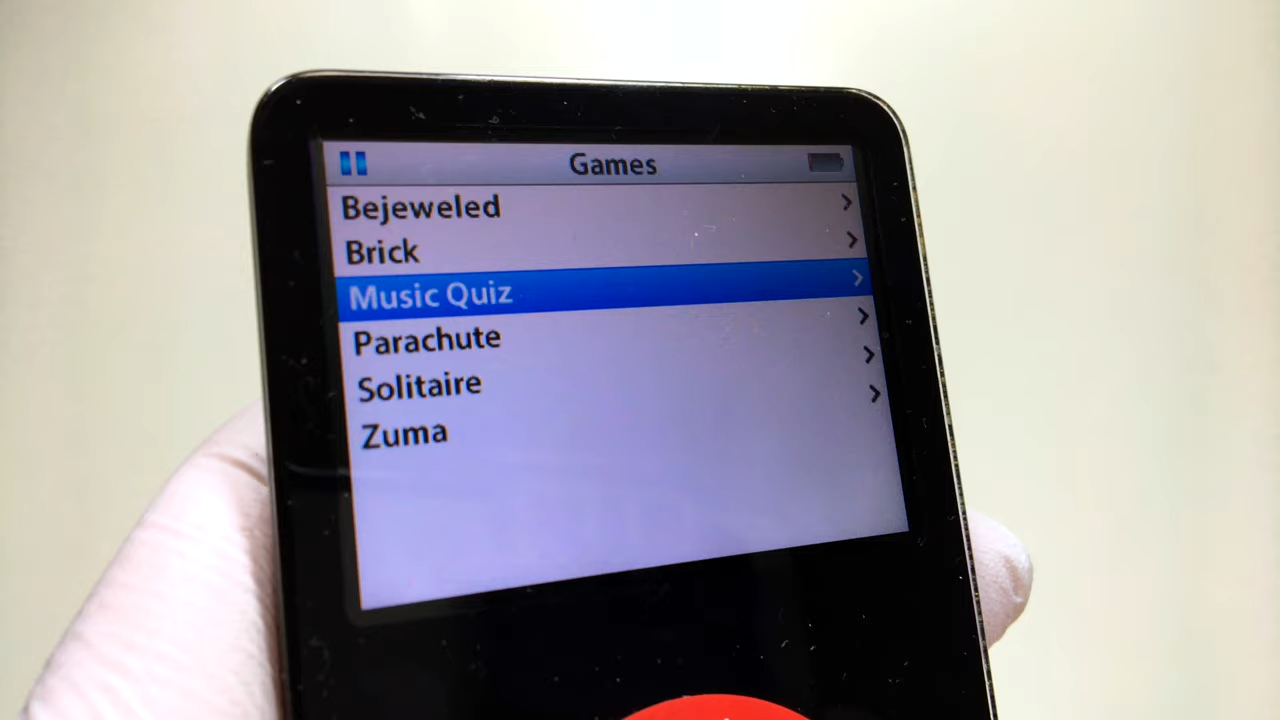 Games
Bejeweled
Brick
Music Quiz
Parachute
Solitaire
Zuma